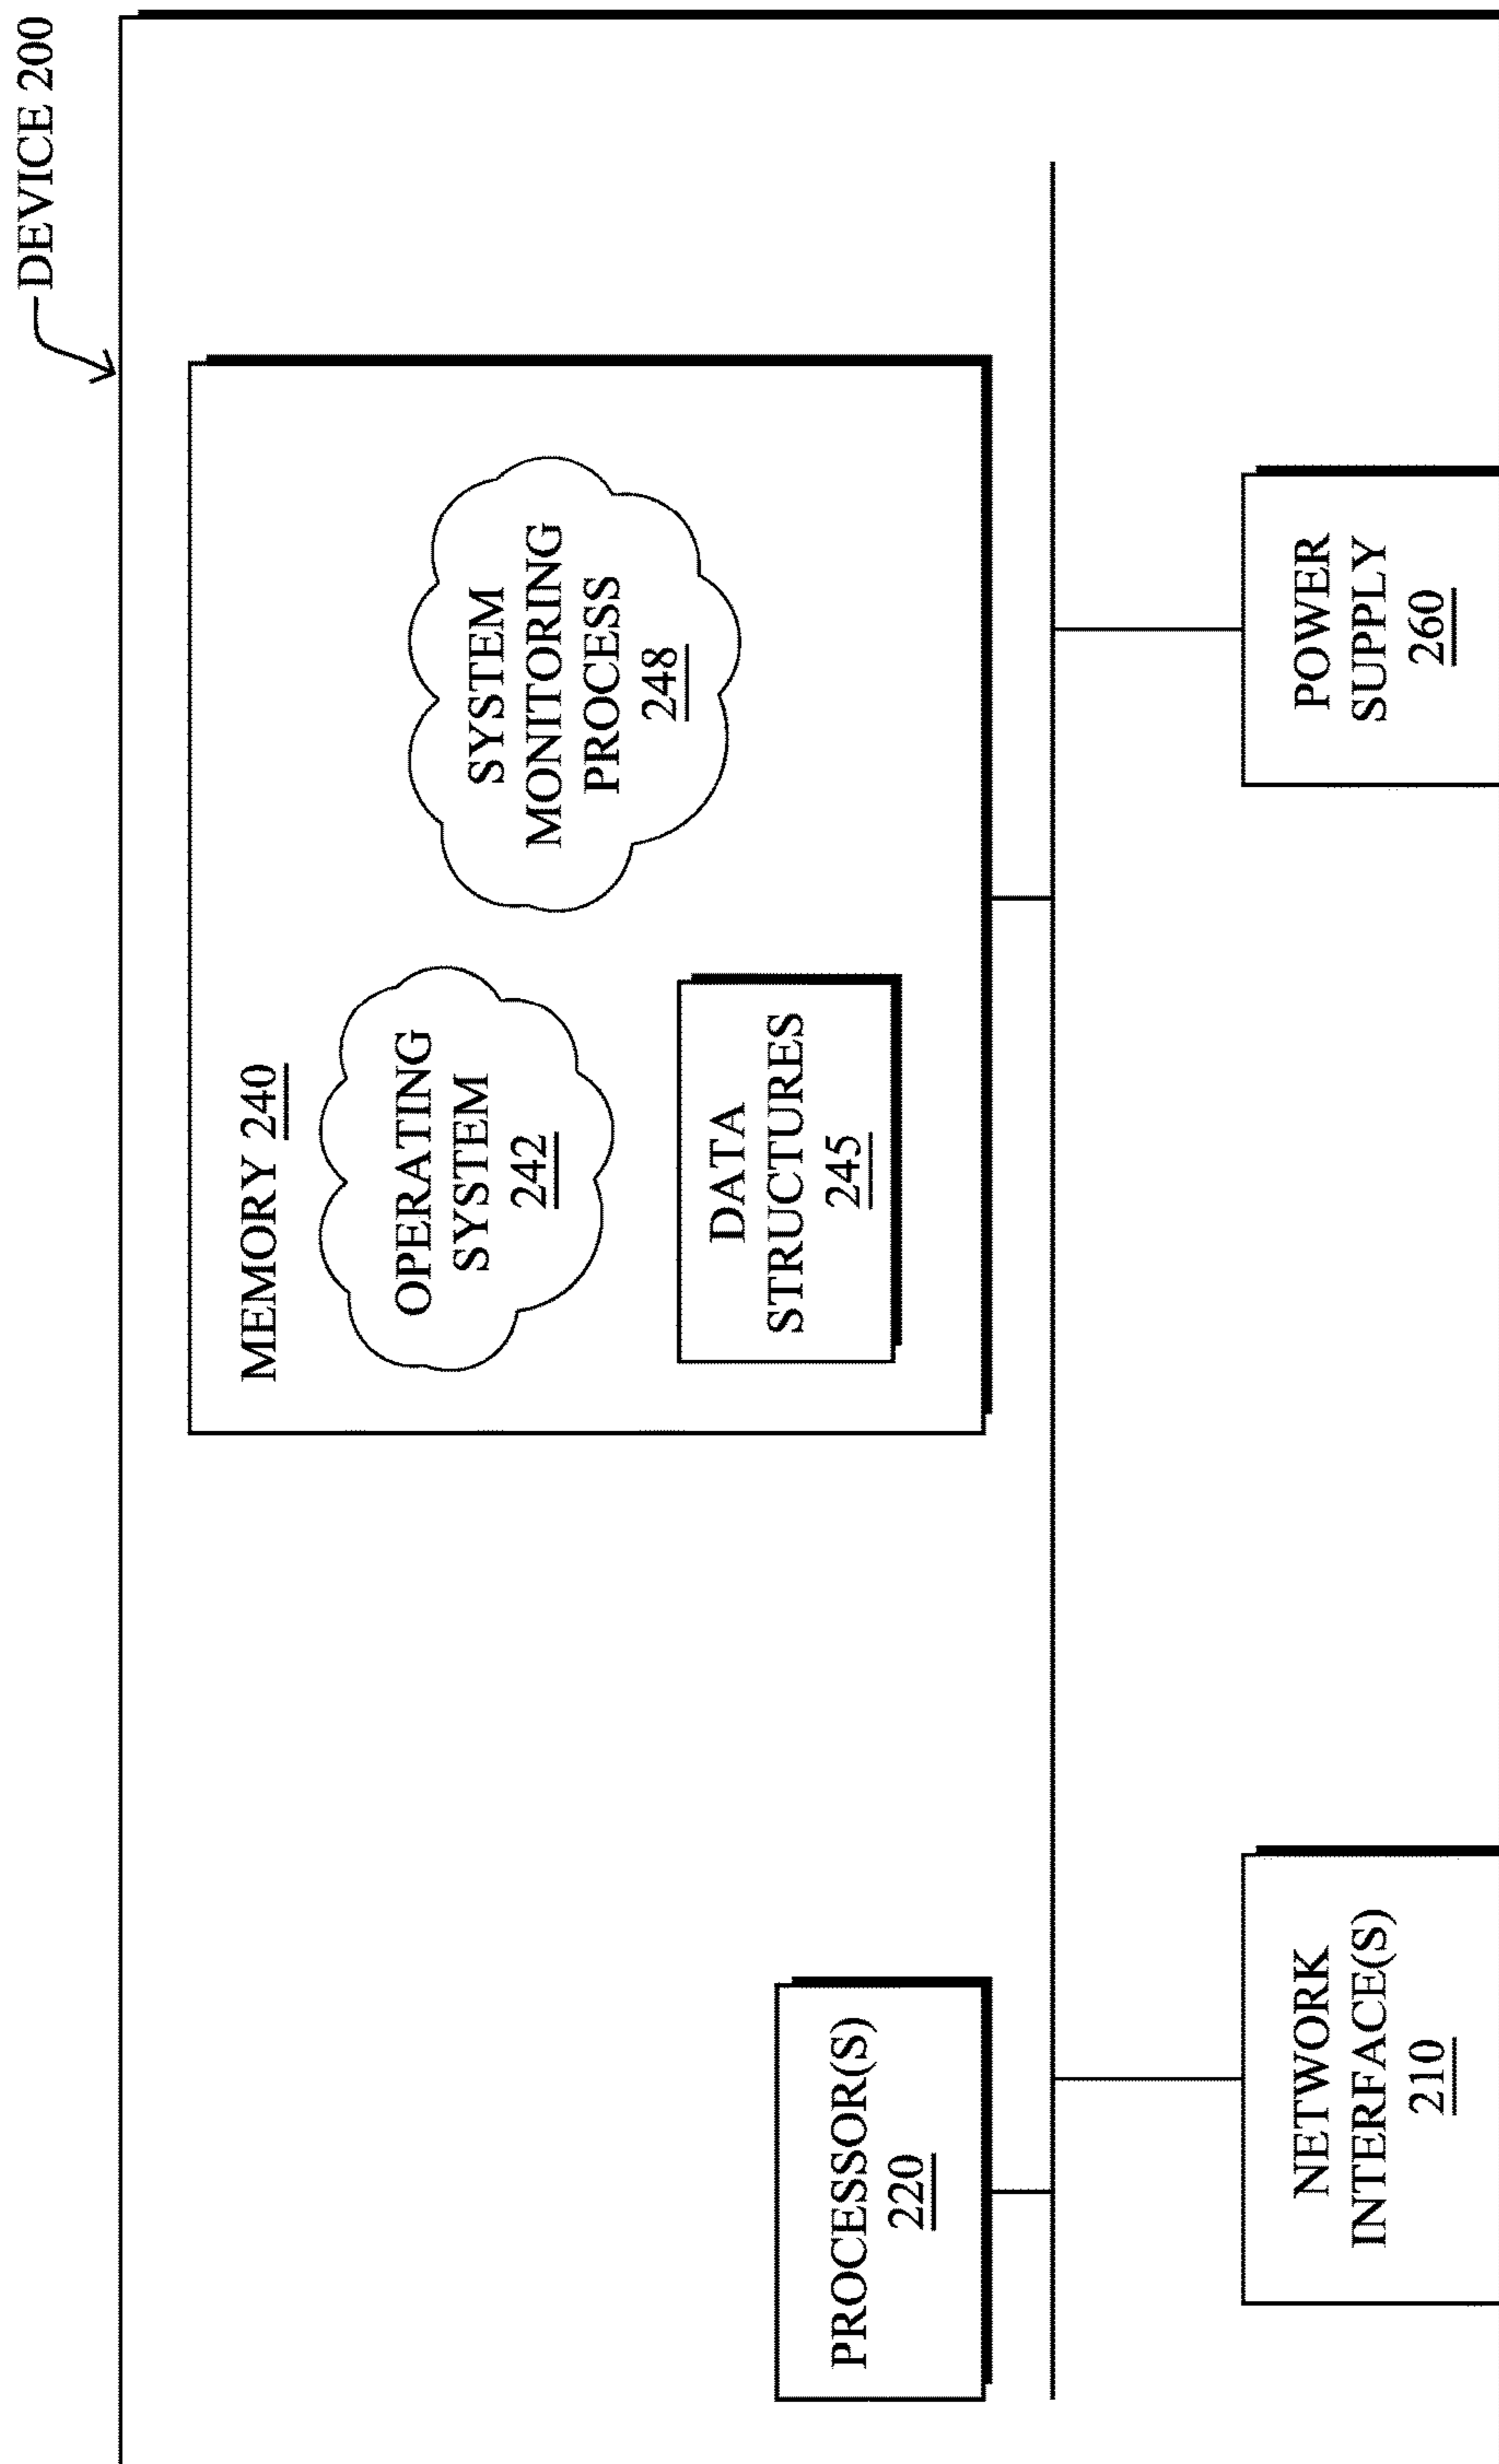 DEVICE 200
MEMORY 240
OPERATING
SYSTEM
242
SYSTEM
MONITORING
PROCESS
248
DATA
STRUCTURES
245
PROCESSOR(S)
220
NETWORK
INTERFACE(S)
210
POWER
SUPPLY
260